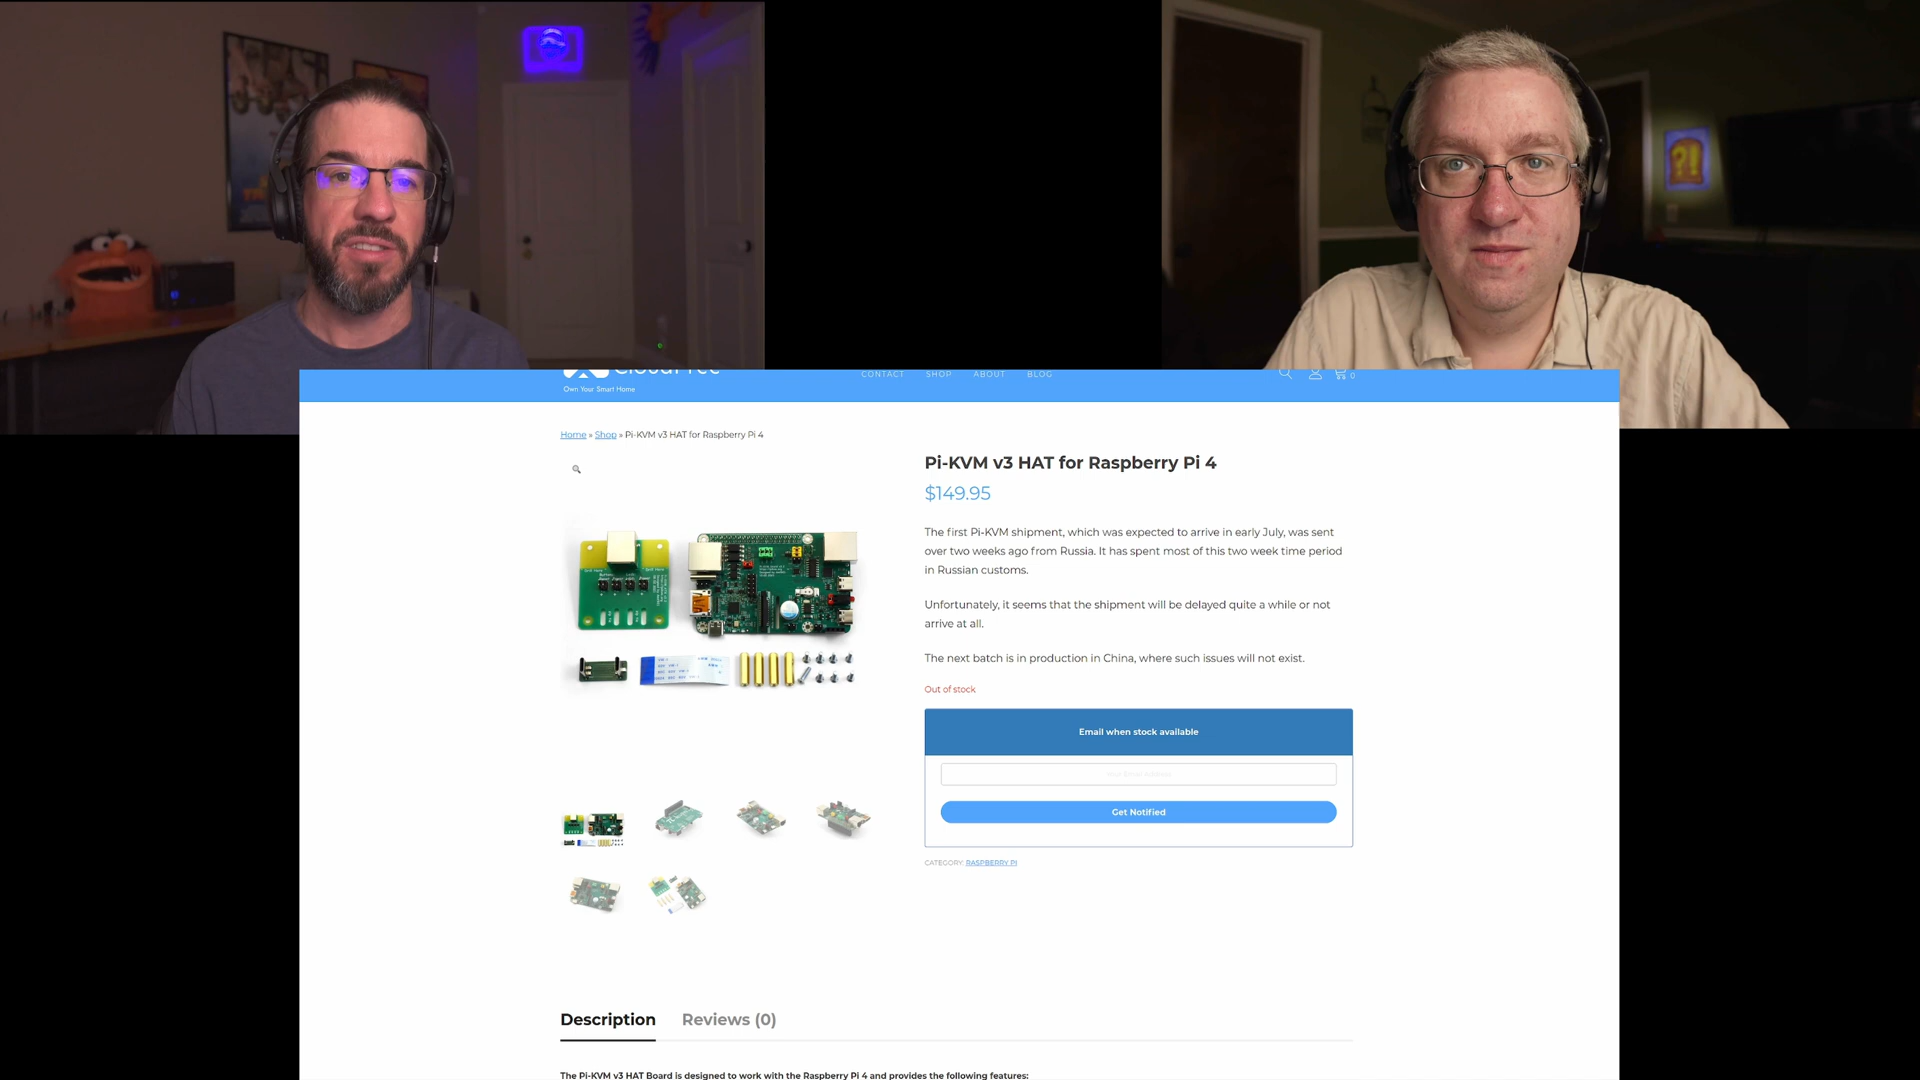 CloudFree
Own Your Smart Home
CONTACT SHOP ABOUT BLOG
0
Home » Shop » Pi-KVM v3 HAT for Raspberry Pi 4
Pi-KVM v3 HAT for Raspberry Pi 4
$149.95
The first Pi-KVM shipment, which was expected to arrive in early July, was sent
over two weeks ago from Russia. It has spent most of this two week time period
in Russian customs.
Unfortunately, it seems that the shipment will be delayed quite a while or not
arrive at all.
The next batch is in production in China, where such issues will not exist.
Out of stock
Email when stock available
Your Email Address
Get Notified
CATEGORY: RASPBERRY PI
Description Reviews (0)
The Pi-KVM v3 HAT Board is designed to work with the Raspberry Pi 4 and provides the following features:
?!